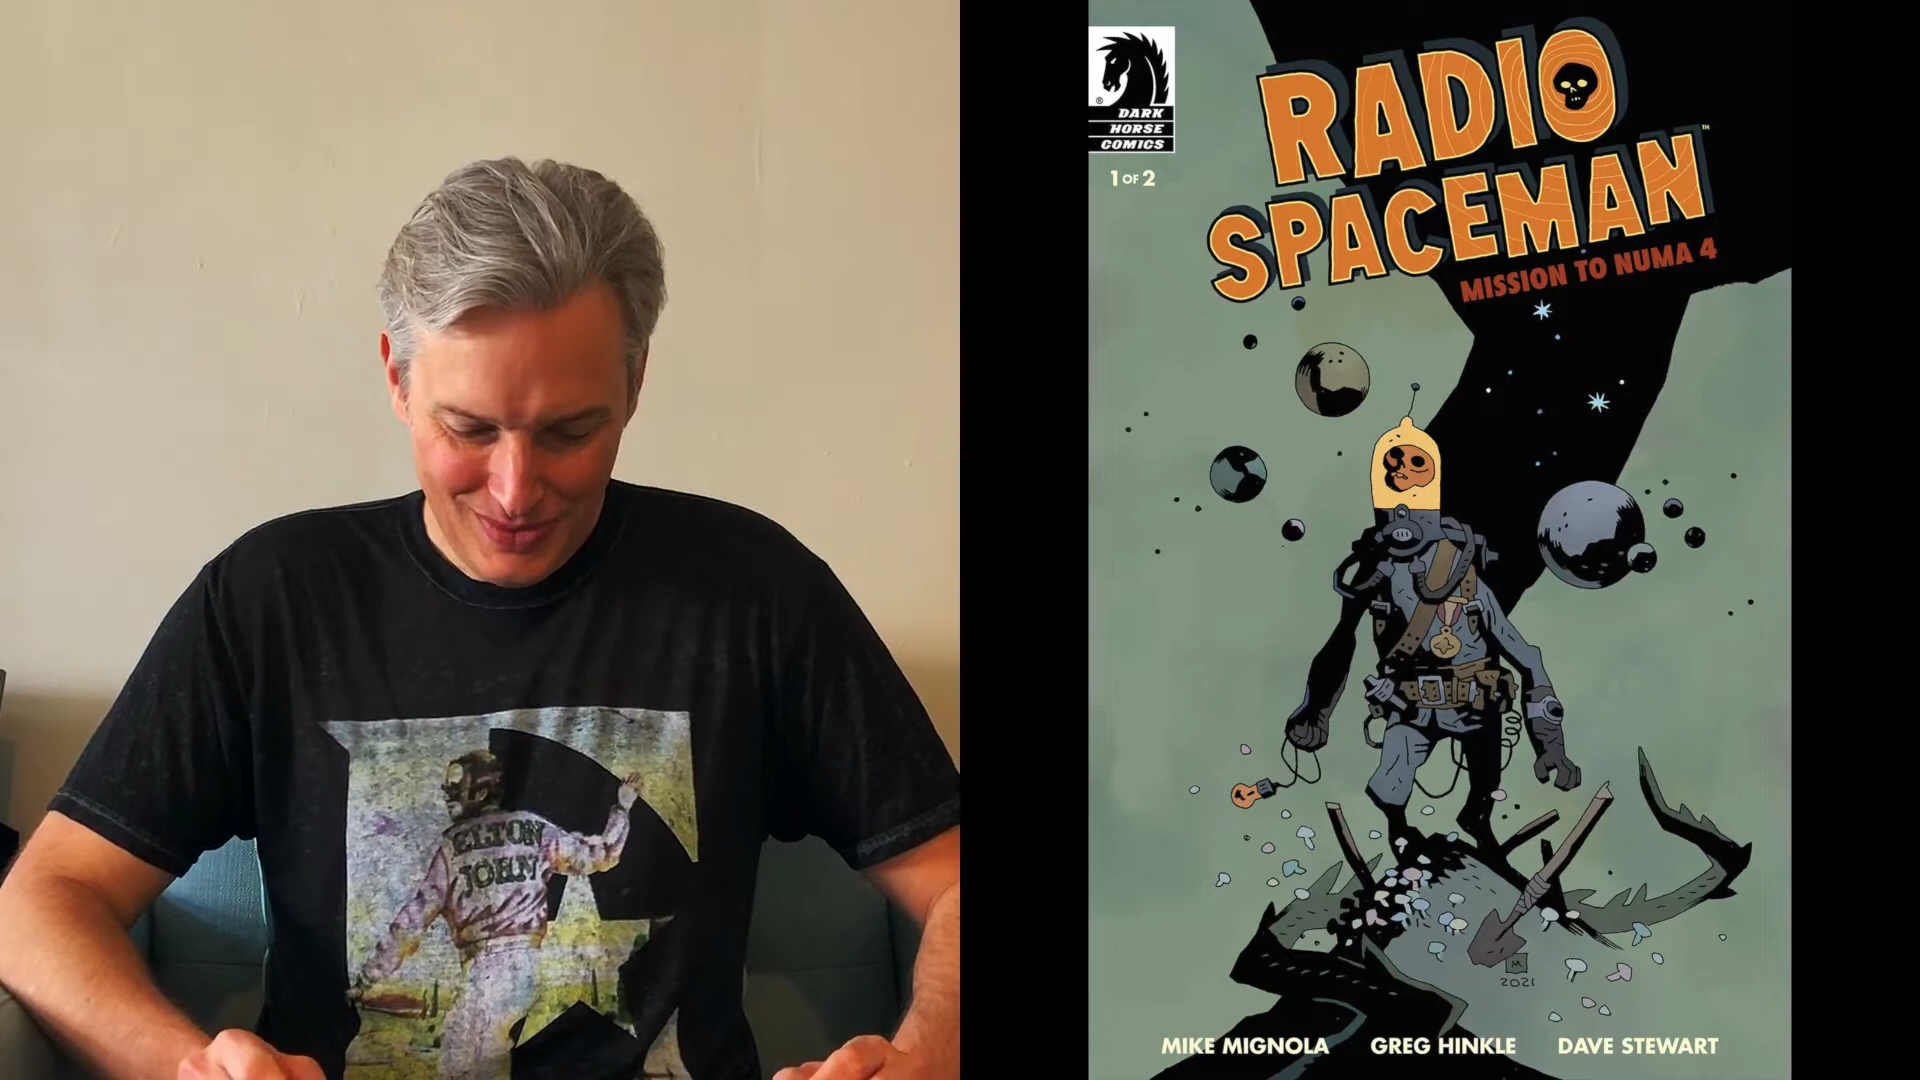 ELTON
JOHN
DARK
HORSE
COMICS
®
1 OF 2
RADIO
SPACEMAN
™
MISSION TO NUMA 4
M
2021
MIKE MIGNOLA GREG HINKLE DAVE STEWART